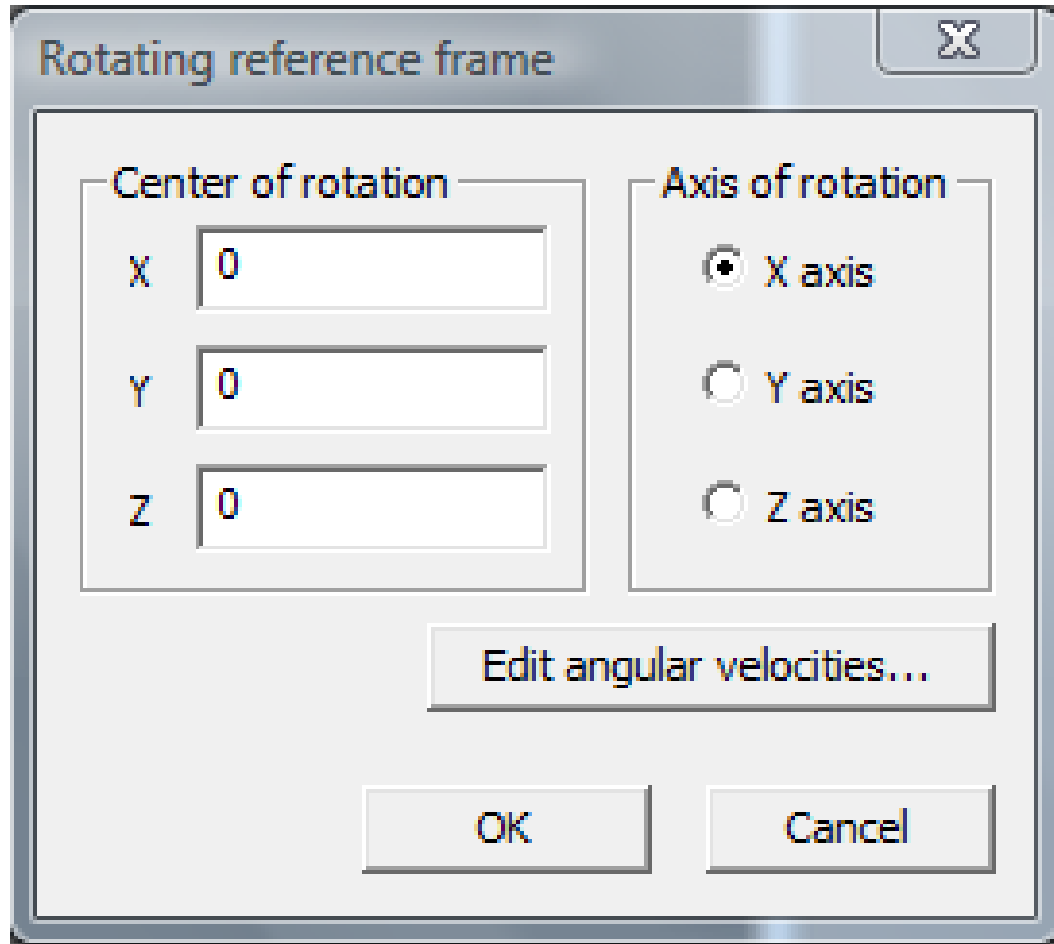 Rotating reference frame
Center of rotation
X 0
Y 0
Z 0
Axis of rotation
X axis
Y axis
Z axis
Edit angular velocities...
OK
Cancel